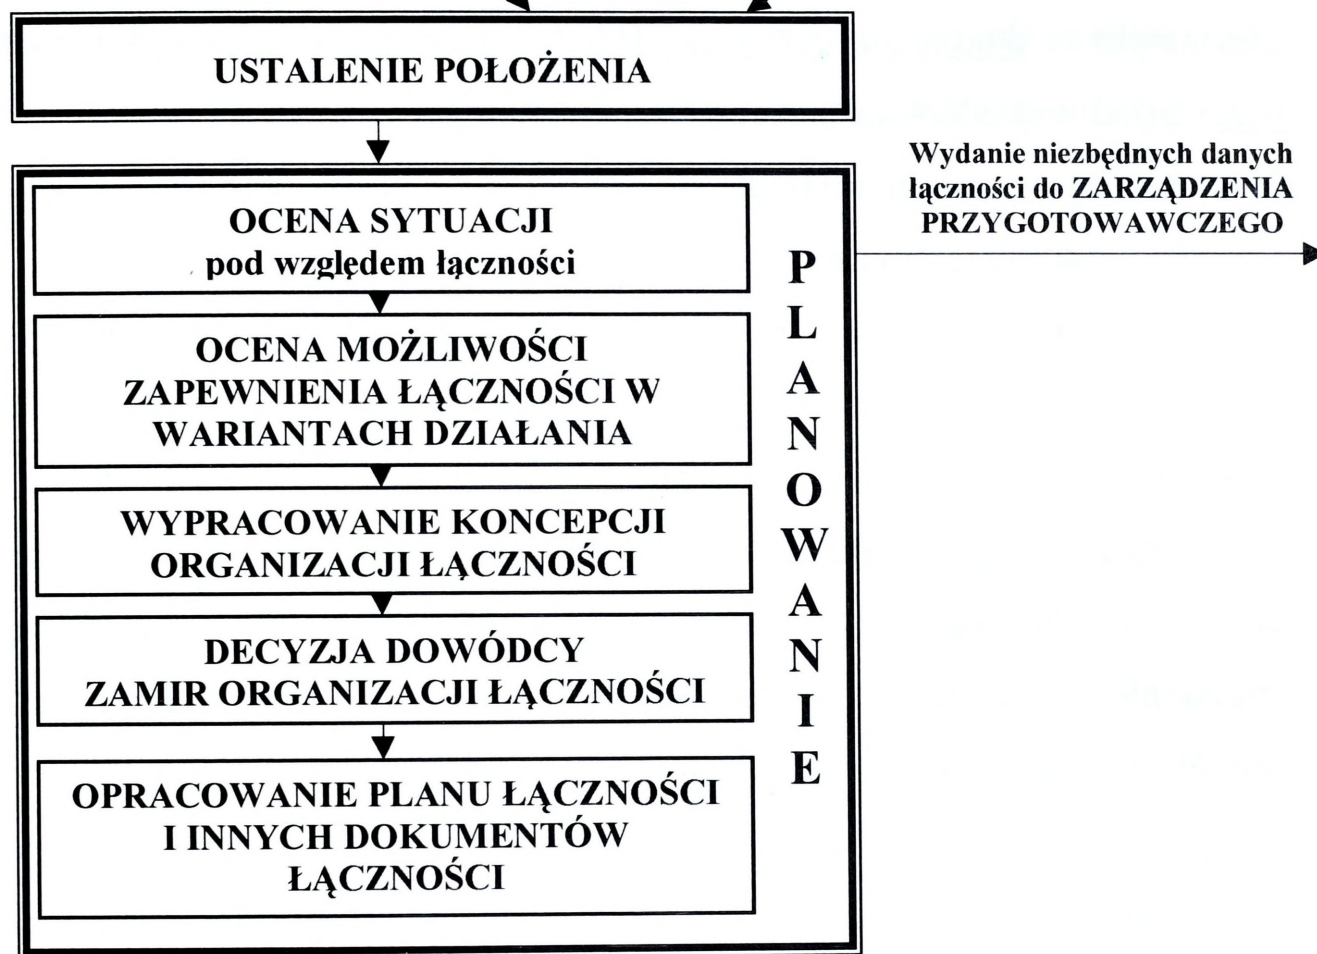 USTALENIE POŁOŻENIA
Wydanie niezbędnych danych
łączności do ZARZĄDZENIA
PRZYGOTOWAWCZEGO
OCENA SYTUACJI
pod względem łączności
OCENA MOŻLIWOŚCI
ZAPEWNIENIA ŁĄCZNOŚCI W
WARIANTACH DZIAŁANIA
WYPRACOWANIE KONCEPCJI
ORGANIZACJI ŁĄCZNOŚCI
DECYZJA DOWÓDCY
ZAMIR ORGANIZACJI ŁĄCZNOŚCI
OPRACOWANIE PLANU ŁĄCZNOŚCI
I INNYCH DOKUMENTÓW
ŁĄCZNOŚCI
PLANOWANIE